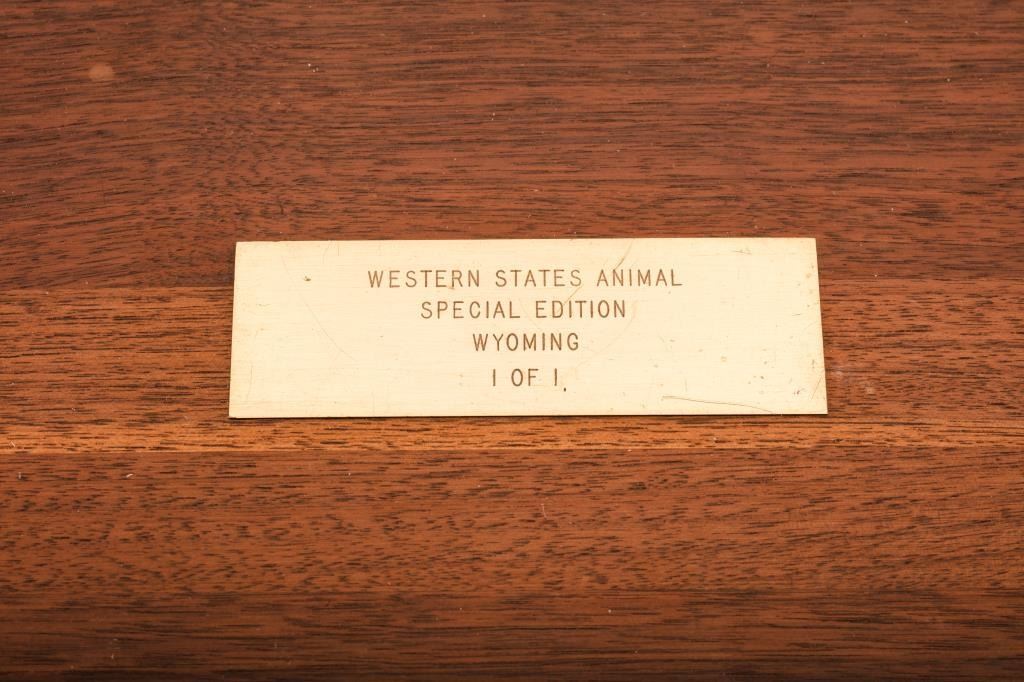 WESTERN STATES ANIMAL
SPECIAL EDITION
WYOMING
1 OF 1